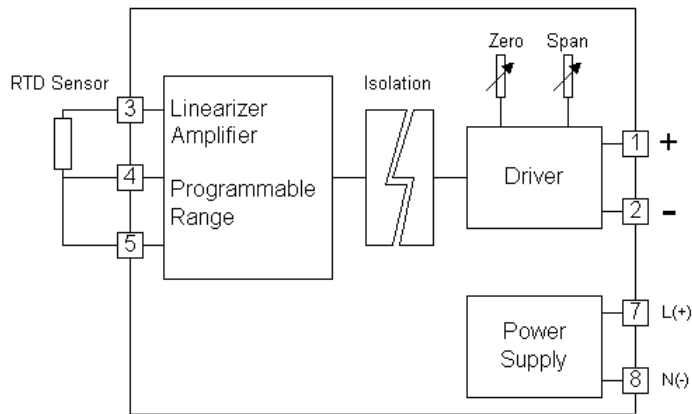 Zero Span
RTD Sensor
Isolation
3
Linearizer
Amplifier
1 +
4
Programmable
Range
Driver
2 -
5
7 L(+)
Power
Supply
8 N(-)